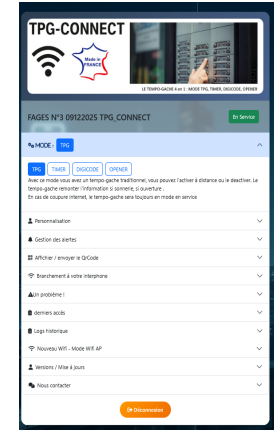 TPG-CONNECT
Made in
FRANCE
LE TEMPO-GACHE 4 en 1 : MODE TPG, TIMER, DIGICODE, OPENER
FAGES N°3 09122025 TPG_CONNECT
En Service
MODE : TPG
TPG TIMER DIGICODE OPENER
Avec ce mode vous avez un tempo-gache traditionnel, vous pouvez l'activer à distance ou le deactiver. Le
tempo-gache remonter l'information si sonnerie, si ouverture .
En cas de coupure internet, le tempo-gache sera toujours en mode en service
Personnalisation
Gestion des alertes
Afficher / envoyer le QrCode
Branchement à votre interphone
Un problème !
derniers accès
Logs historique
Nouveau Wifi - Mode Wifi AP
Versions / Mise à jours
Nous contacter
Déconnexion